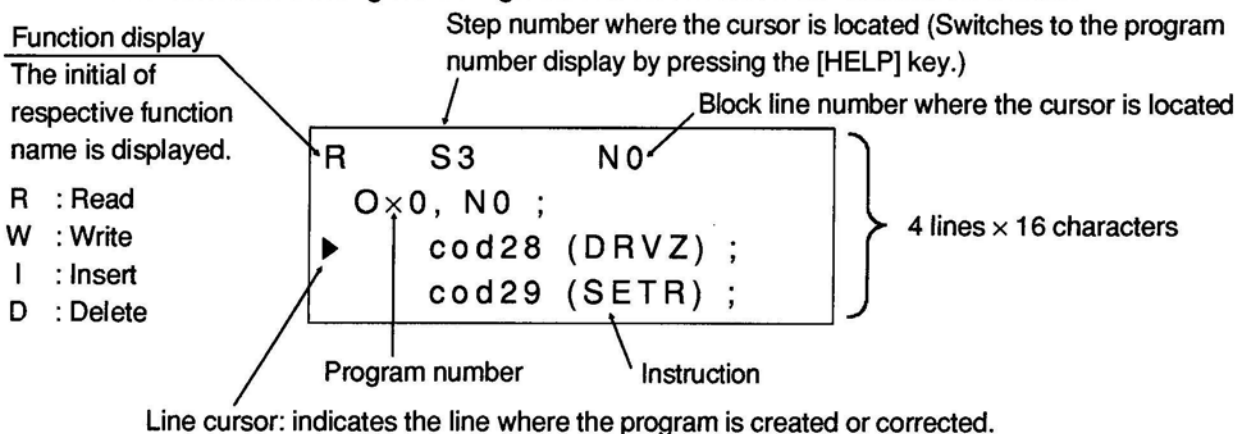 Step number where the cursor is located (Switches to the program
number display by pressing the [HELP] key.)
Function display
The initial of
respective function
name is displayed.
R : Read
W : Write
I : Insert
D : Delete
Block line number where the cursor is located
R S3 N0
O×0, N0 ;
▶ cod28 (DRVZ) ;
cod29 (SETR) ;
4 lines × 16 characters
Program number
Instruction
Line cursor: indicates the line where the program is created or corrected.